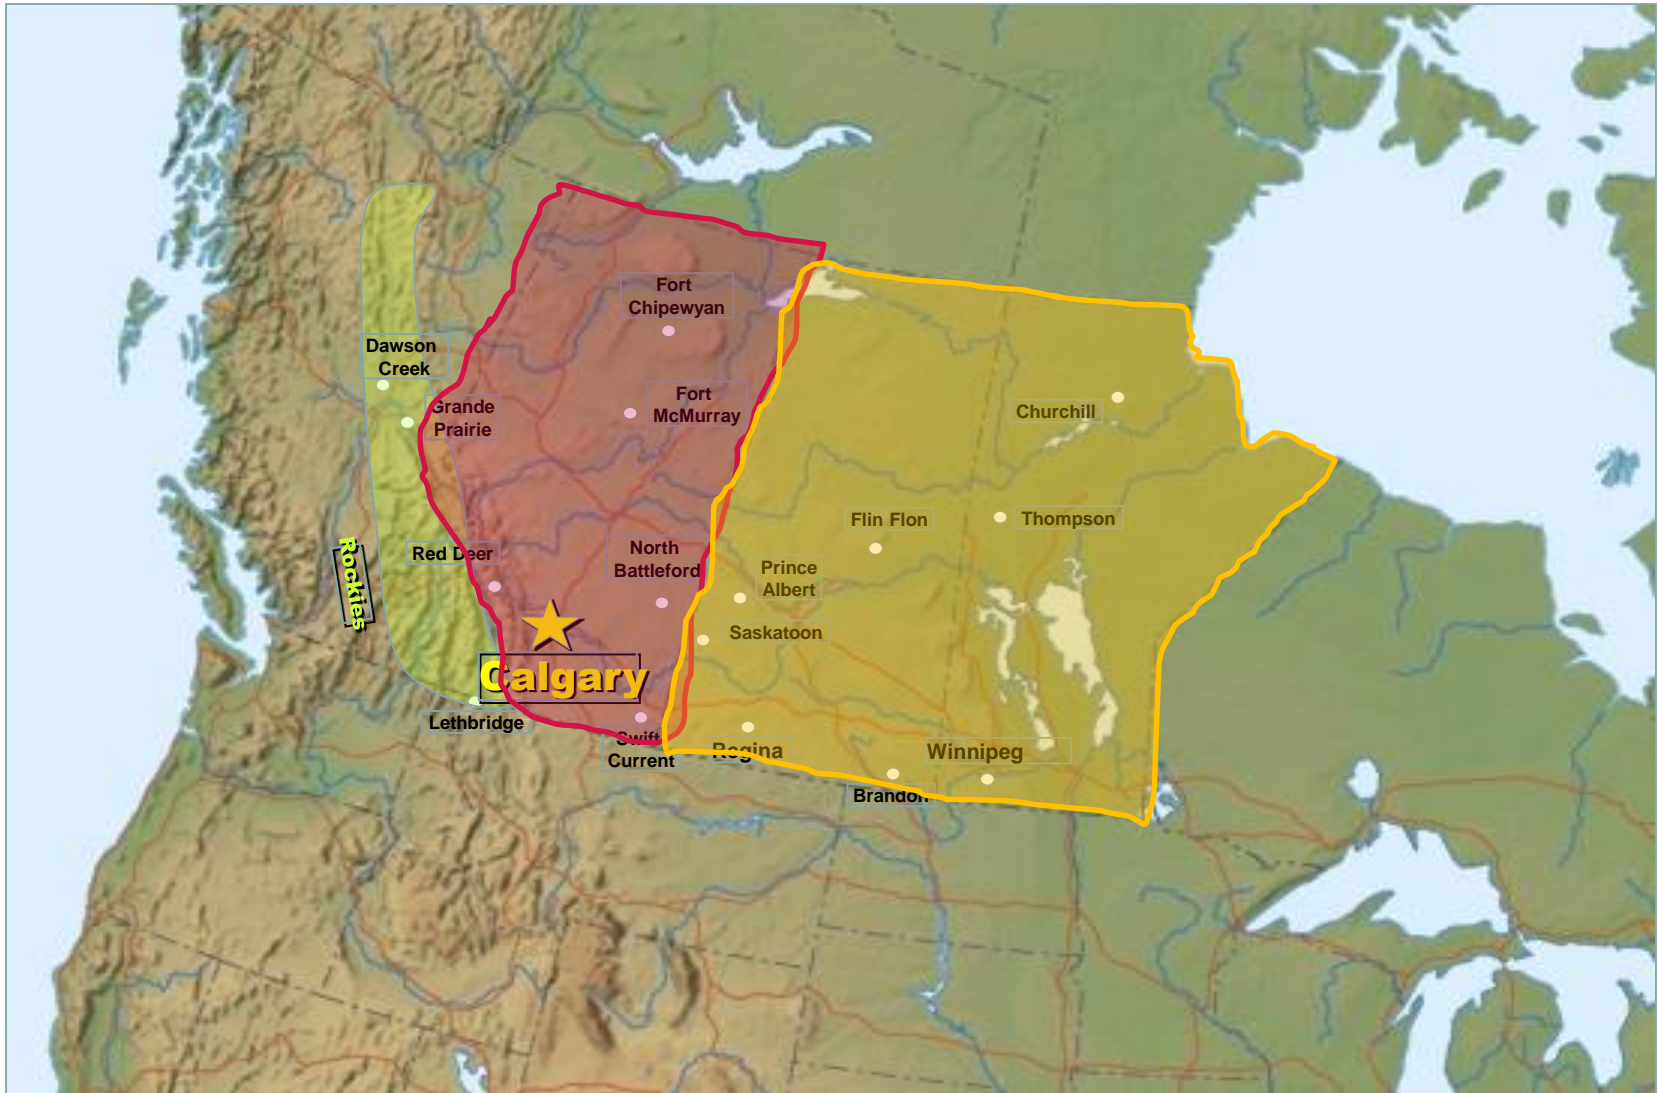 Fort
Chipewyan
Dawson
Creek
Fort
McMurray
Grande
Prairie
Churchill
Flin Flon
Thompson
Rockies
Red Deer
North
Battleford
Prince
Albert
Saskatoon
Calgary
Lethbridge
Swift
Current
Regina
Winnipeg
Brandon